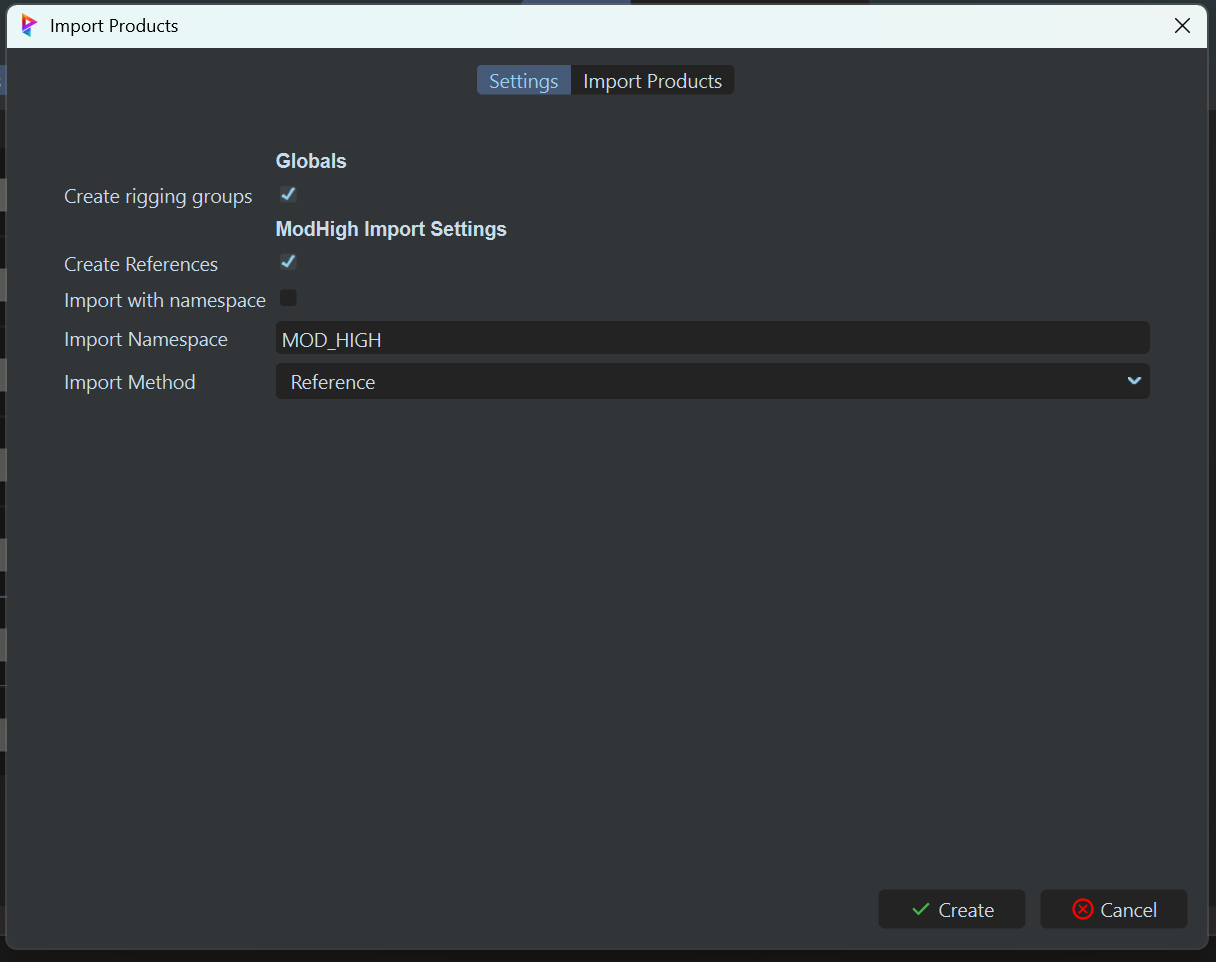 Import Products
Settings Import Products
Globals
Create rigging groups
ModHigh Import Settings
Create References
Import with namespace
Import Namespace MOD_HIGH
Import Method Reference
Create Cancel